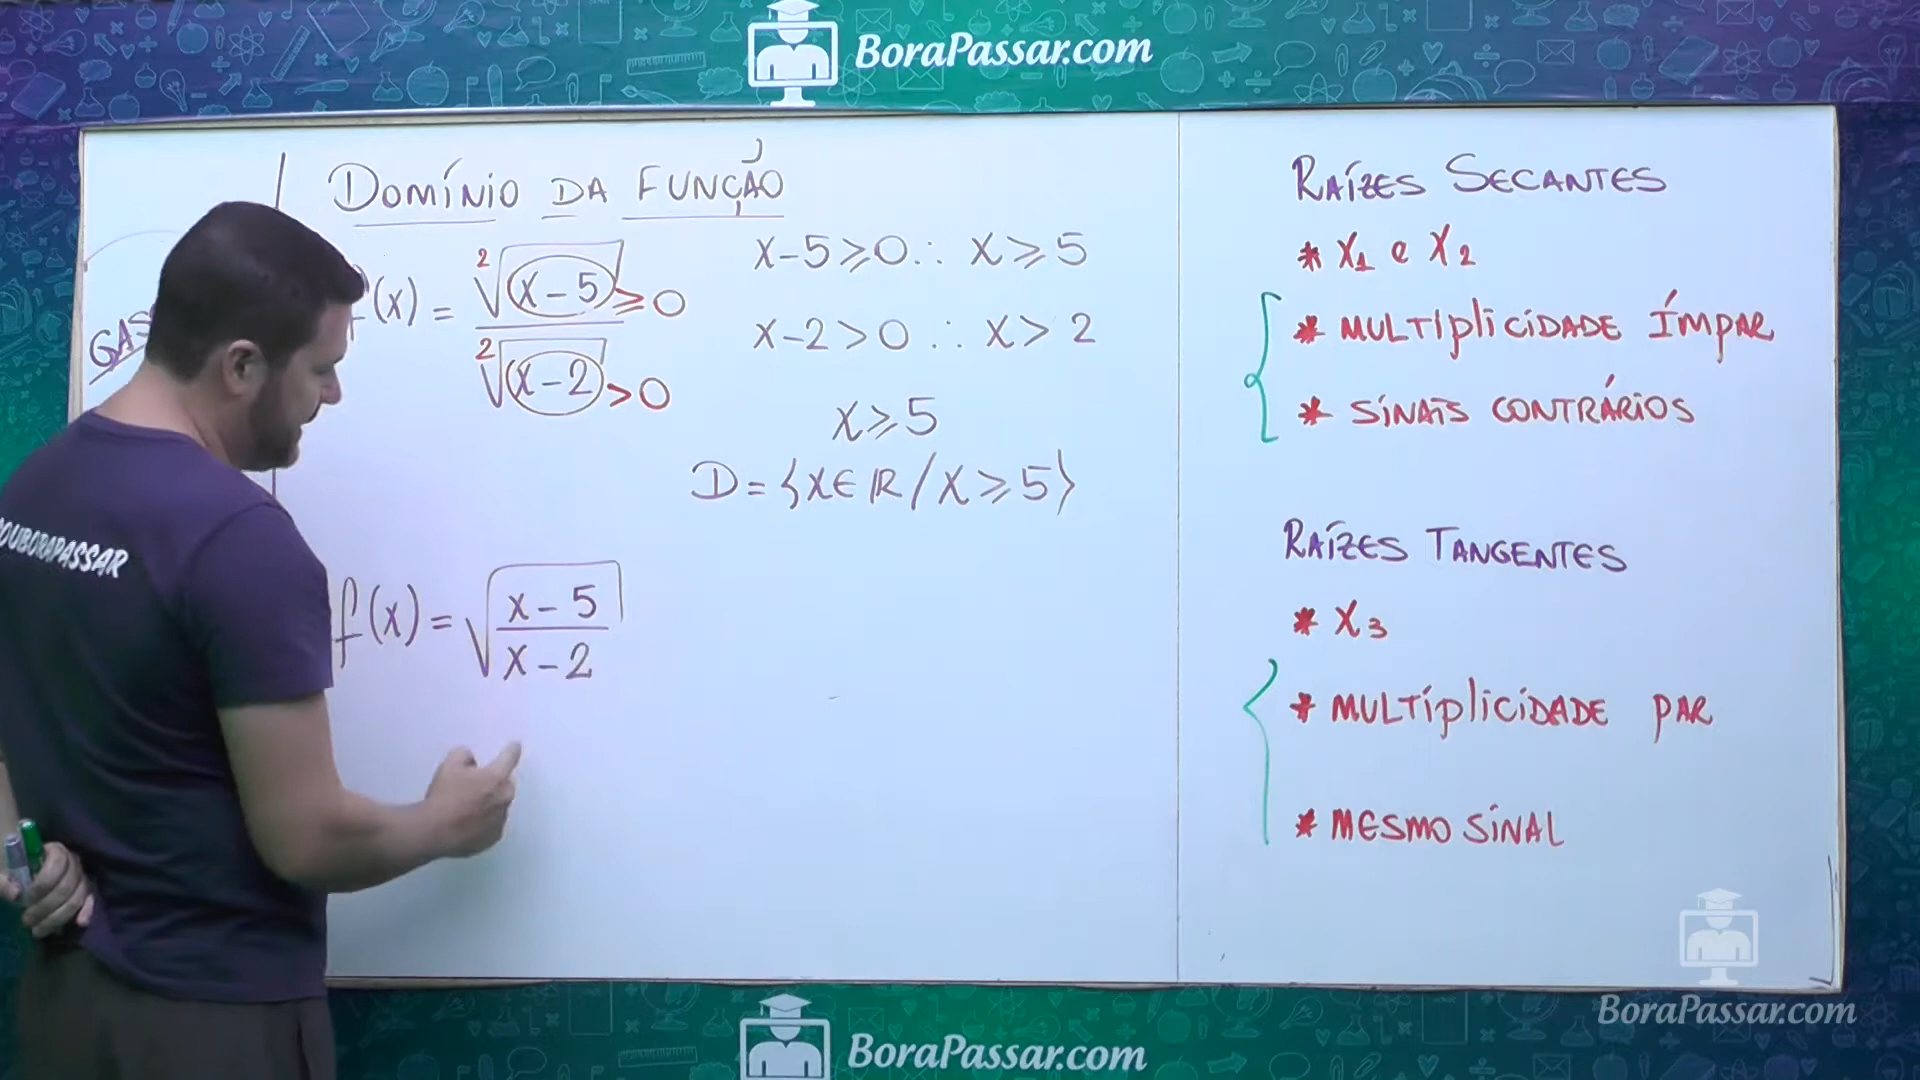 BoraPassar.com
DOMÍNIO DA FUNÇÃO
f(x) = ²√(x-5) ≥ 0
²√(x-2) > 0
x-5 ≥ 0 ∴ x ≥ 5
x-2 > 0 ∴ x > 2
x ≥ 5
D = {x ∈ R / x ≥ 5}
f(x) = √
x-5
x-2
RAÍZES SECANTES
* X1 e X2
* MULTIPLICIDADE ÍMPAR
* SINAIS CONTRÁRIOS
RAÍZES TANGENTES
* X3
* MULTIPLICIDADE PAR
* MESMO SINAL
BoraPassar.com
BoraPassar.com